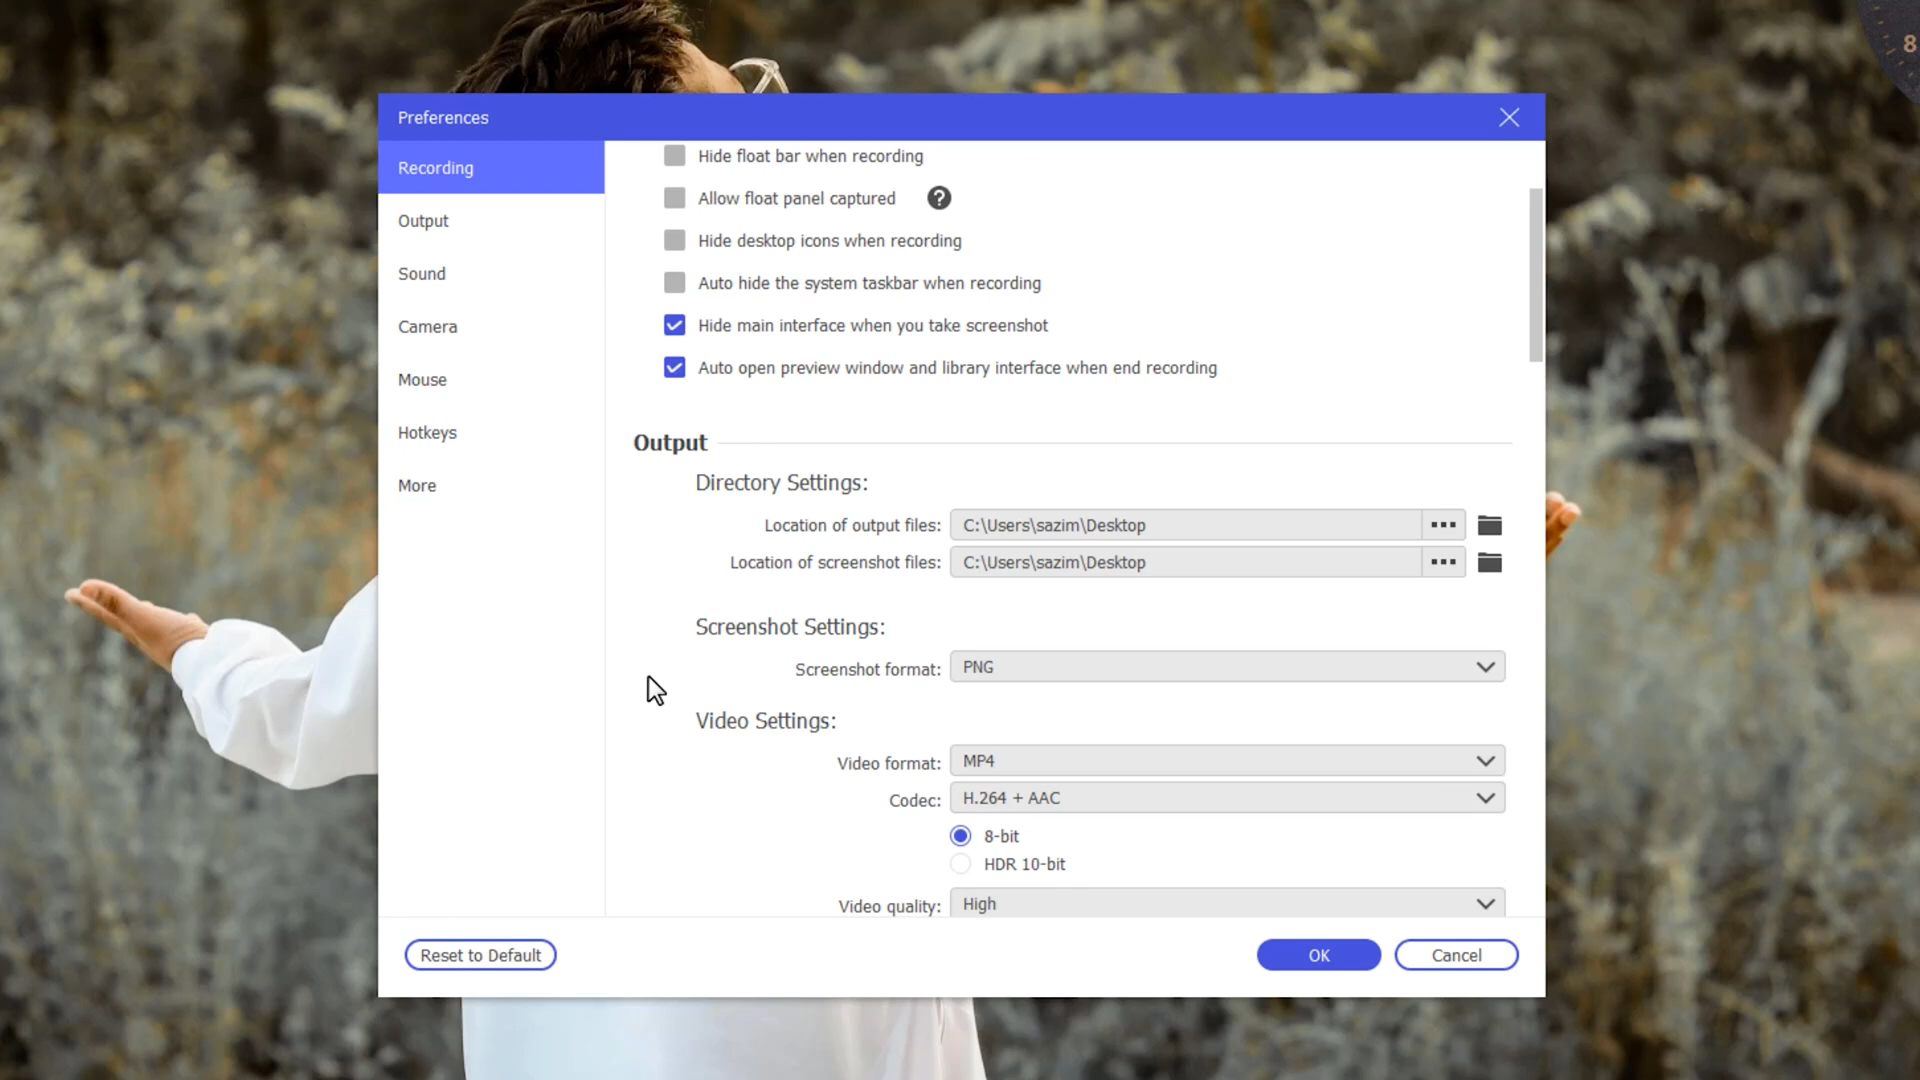 8
Preferences
Recording
Output
Sound
Camera
Mouse
Hotkeys
More
Hide float bar when recording
Allow float panel captured ?
Hide desktop icons when recording
Auto hide the system taskbar when recording
Hide main interface when you take screenshot
Auto open preview window and library interface when end recording
Output
Directory Settings:
Location of output files: C:\Users\sazim\Desktop ...
Location of screenshot files: C:\Users\sazim\Desktop ...
Screenshot Settings:
Screenshot format: PNG
Video Settings:
Video format: MP4
Codec: H.264 + AAC
8-bit
HDR 10-bit
Video quality: High
Reset to Default
OK
Cancel